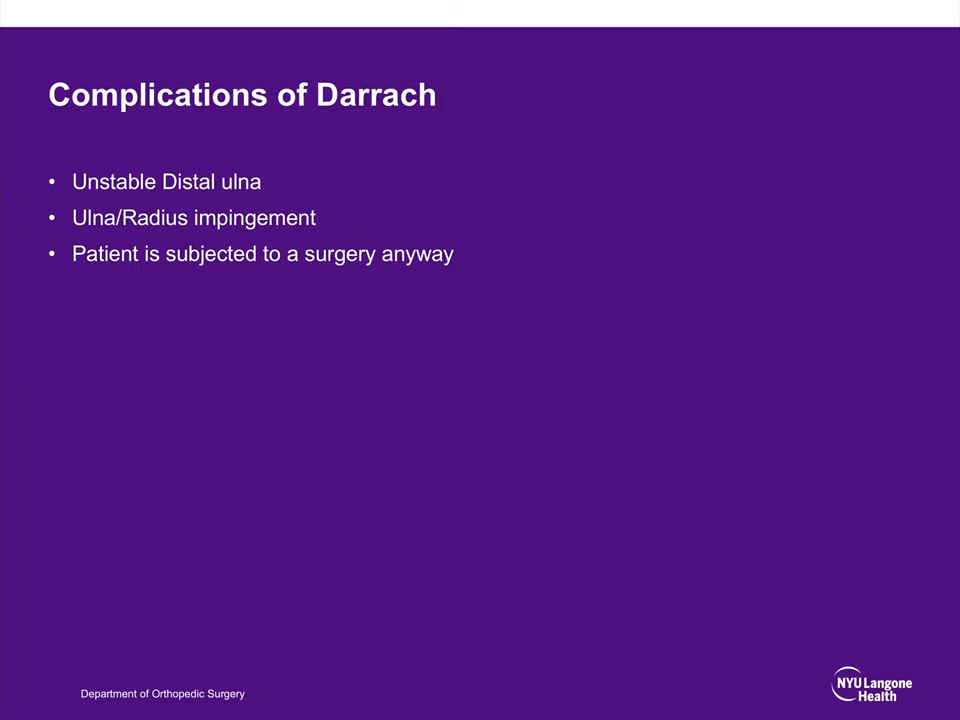 Complications of Darrach
• Unstable Distal ulna
• Ulna/Radius impingement
• Patient is subjected to a surgery anyway
Department of Orthopedic Surgery
NYU Langone
Health